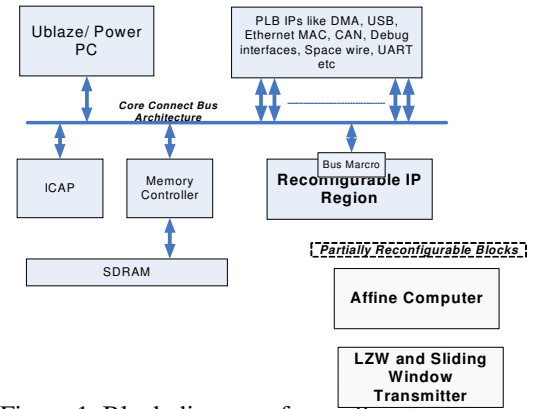 Ublaze/ Power
PC
PLB IPs like DMA, USB,
Ethernet MAC, CAN, Debug
interfaces, Space wire, UART
etc
Core Connect Bus
Architecture
ICAP
Memory
Controller
Bus Marcro
Reconfigurable IP
Region
SDRAM
Partially Reconfigurable Blocks
Affine Computer
LZW and Sliding
Window
Transmitter
Figure 1. Block diagram of